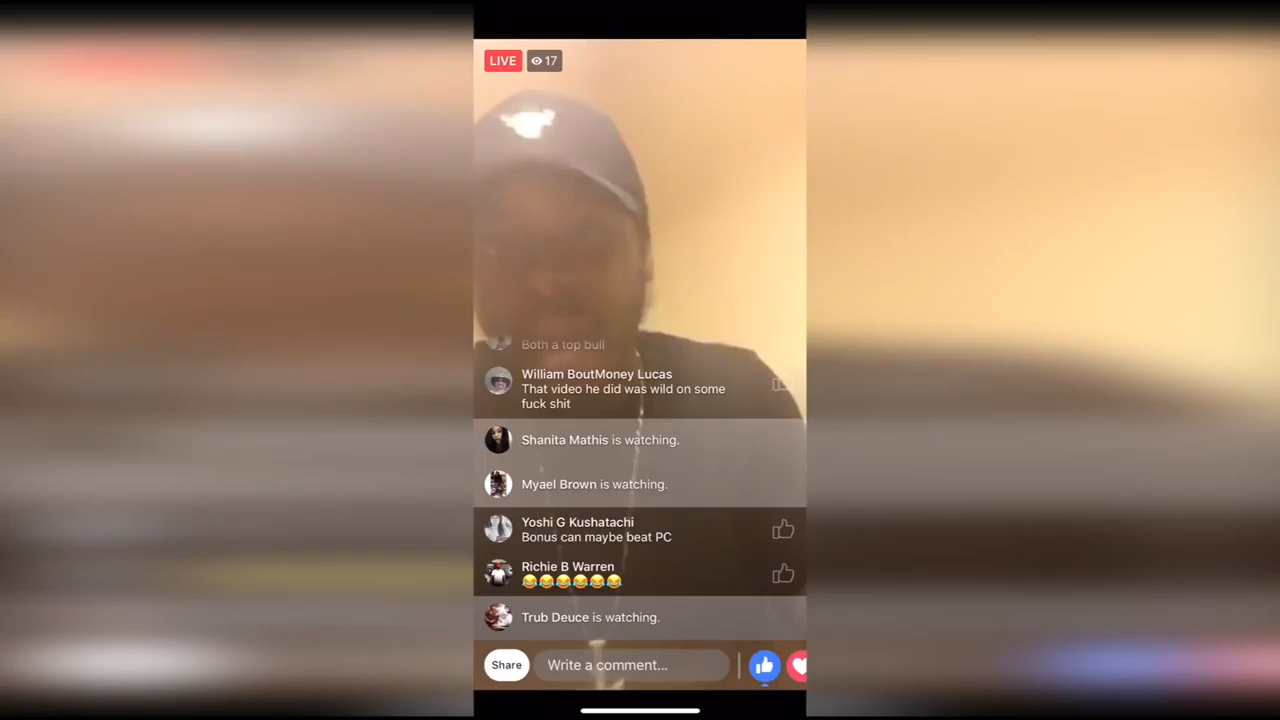 LIVE
17
Both a top bull
William BoutMoney Lucas
That video he did was wild on some
fuck shit
Shanita Mathis is watching.
Myael Brown is watching.
Yoshi G Kushatachi
Bonus can maybe beat PC
Richie B Warren
😂😂😂😂😂😂
Trub Deuce is watching.
Share
Write a comment...